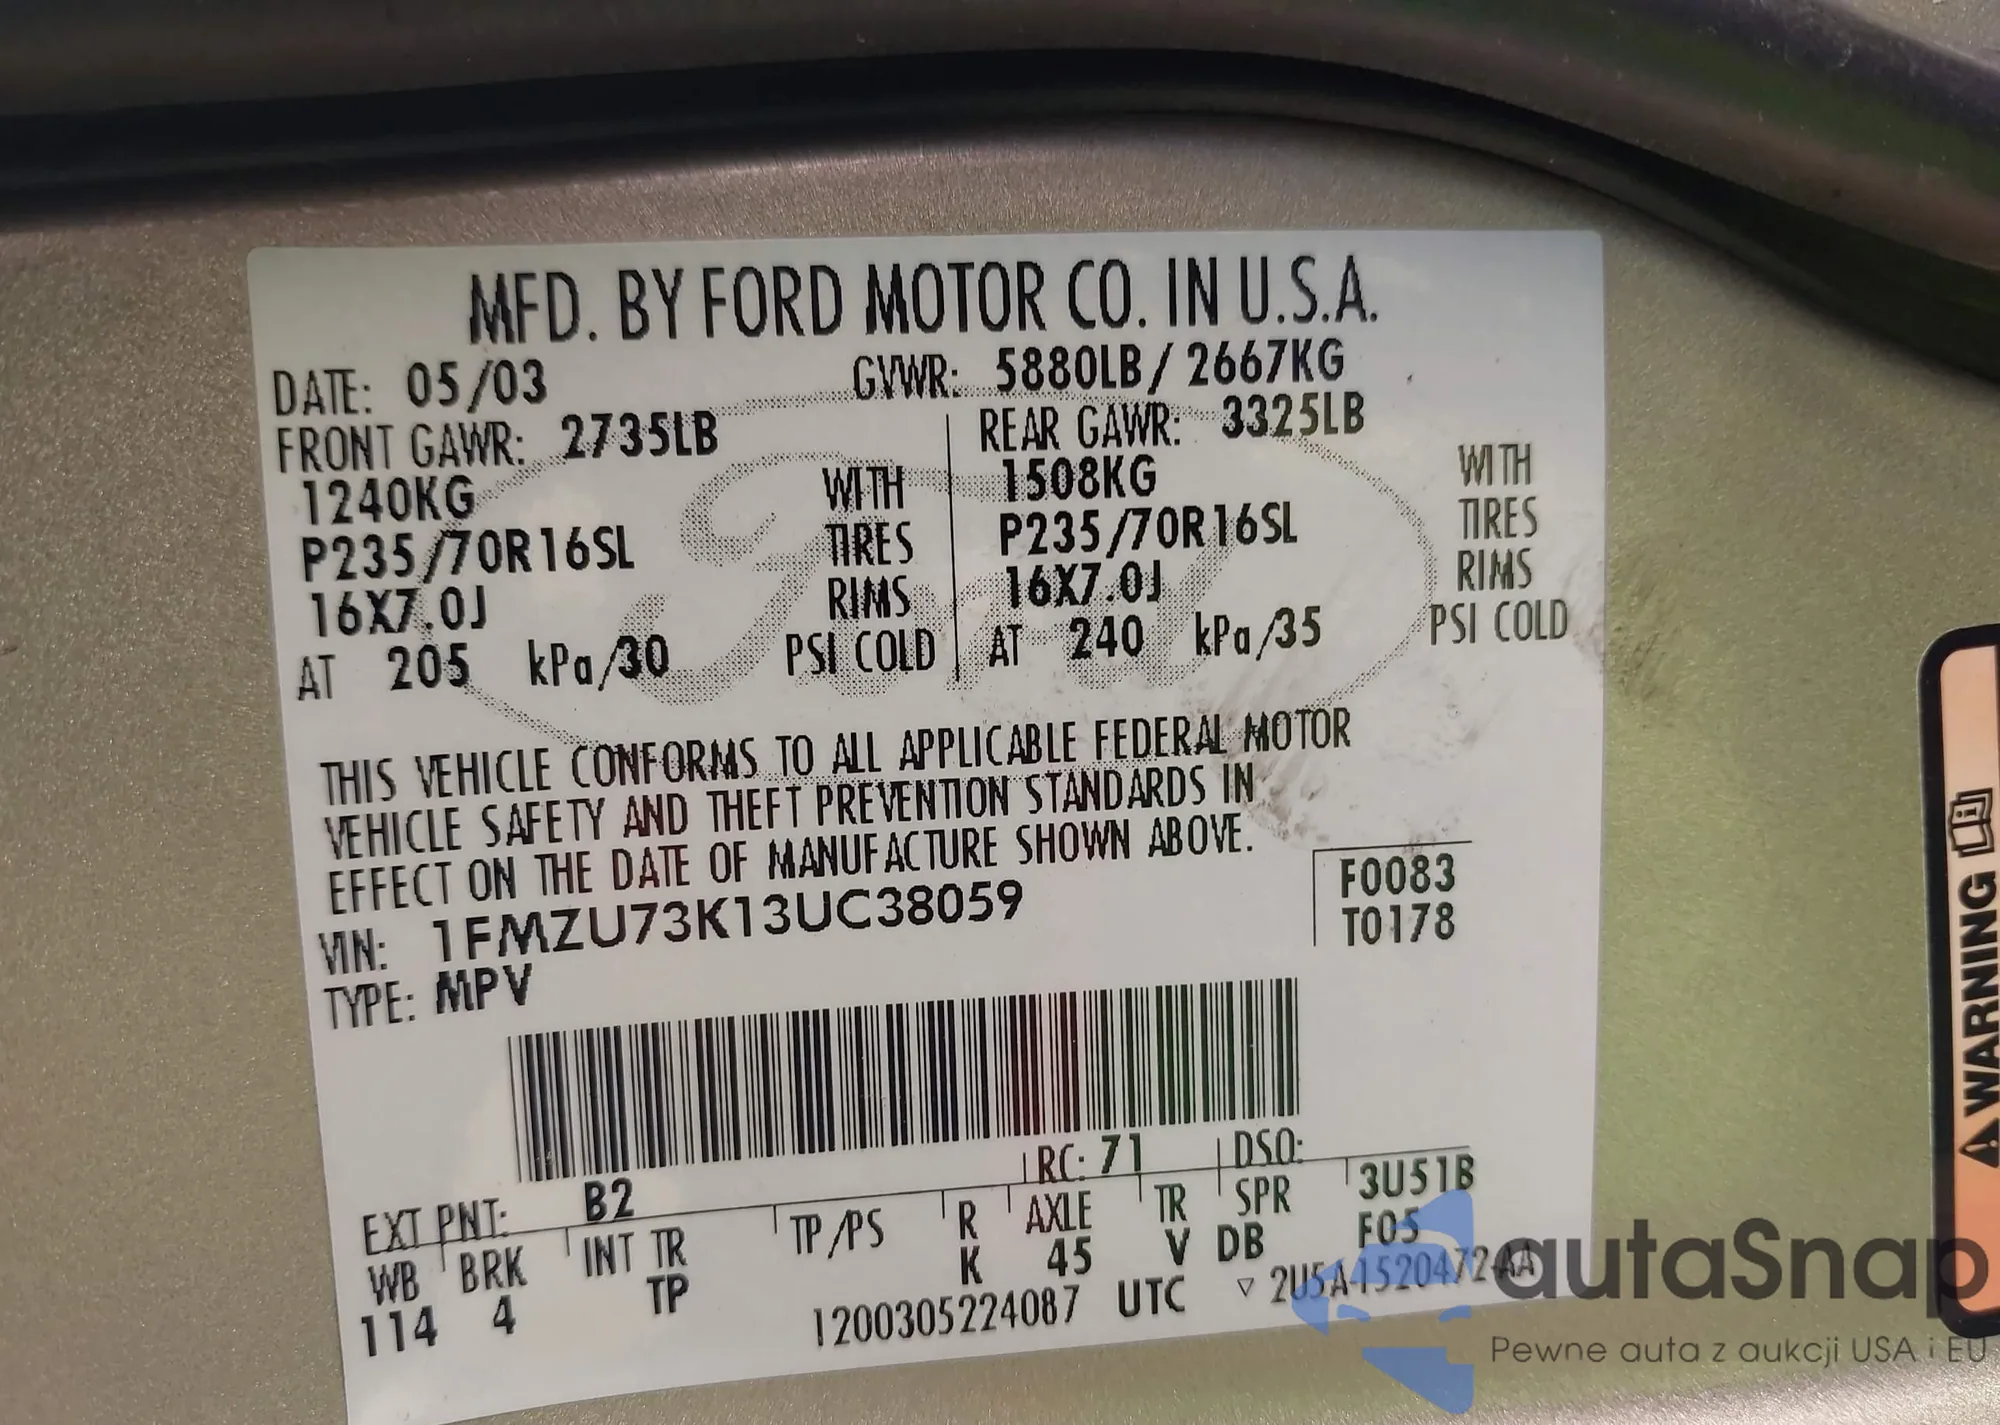 MFD. BY FORD MOTOR CO. IN U.S.A.
DATE: 05/03 GVWR: 5880LB / 2667KG
FRONT GAWR: 2735LB REAR GAWR: 3325LB
1240KG WITH 1508KG WITH
P235/70R16SL TIRES P235/70R16SL TIRES
16X7.0J RIMS 16X7.0J RIMS
AT 205 kPa/30 PSI COLD AT 240 kPa/35 PSI COLD
THIS VEHICLE CONFORMS TO ALL APPLICABLE FEDERAL MOTOR
VEHICLE SAFETY AND THEFT PREVENTION STANDARDS IN
EFFECT ON THE DATE OF MANUFACTURE SHOWN ABOVE.
VIN: 1FMZU73K13UC38059
TYPE: MPV
F0083
T0178
RC: 71 DSO:
EXT PNT: B2 3U51B
WB BRK INT TR TP/PS R AXLE TR SPR F05
114 4 TP K 45 V DB
1200305224087 UTC ▽ 2U5A-1520472-AA
Ford
WARNING
autaSnap
Pewne auta z aukcji USA i EU